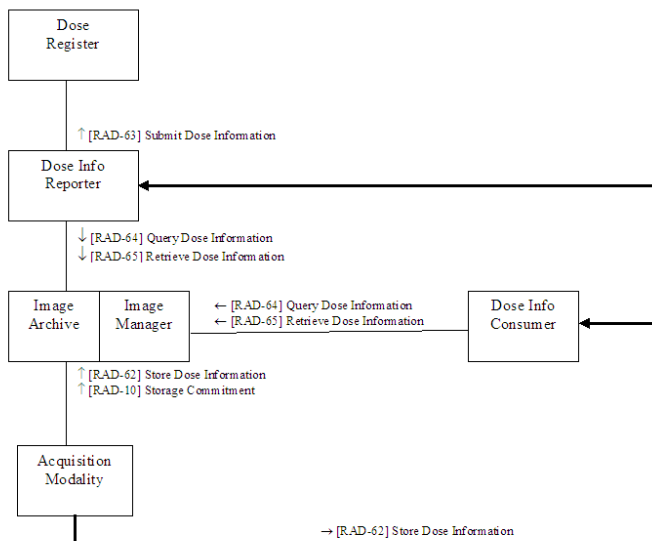 Dose
Register
↑ [RAD-63] Submit Dose Information
Dose Info
Reporter
↓ [RAD-64] Query Dose Information
↓ [RAD-65] Retrieve Dose Information
Image
Archive
Image
Manager
← [RAD-64] Query Dose Information
← [RAD-65] Retrieve Dose Information
Dose Info
Consumer
↑ [RAD-62] Store Dose Information
↑ [RAD-10] Storage Commitment
Acquisition
Modality
→ [RAD-62] Store Dose Information